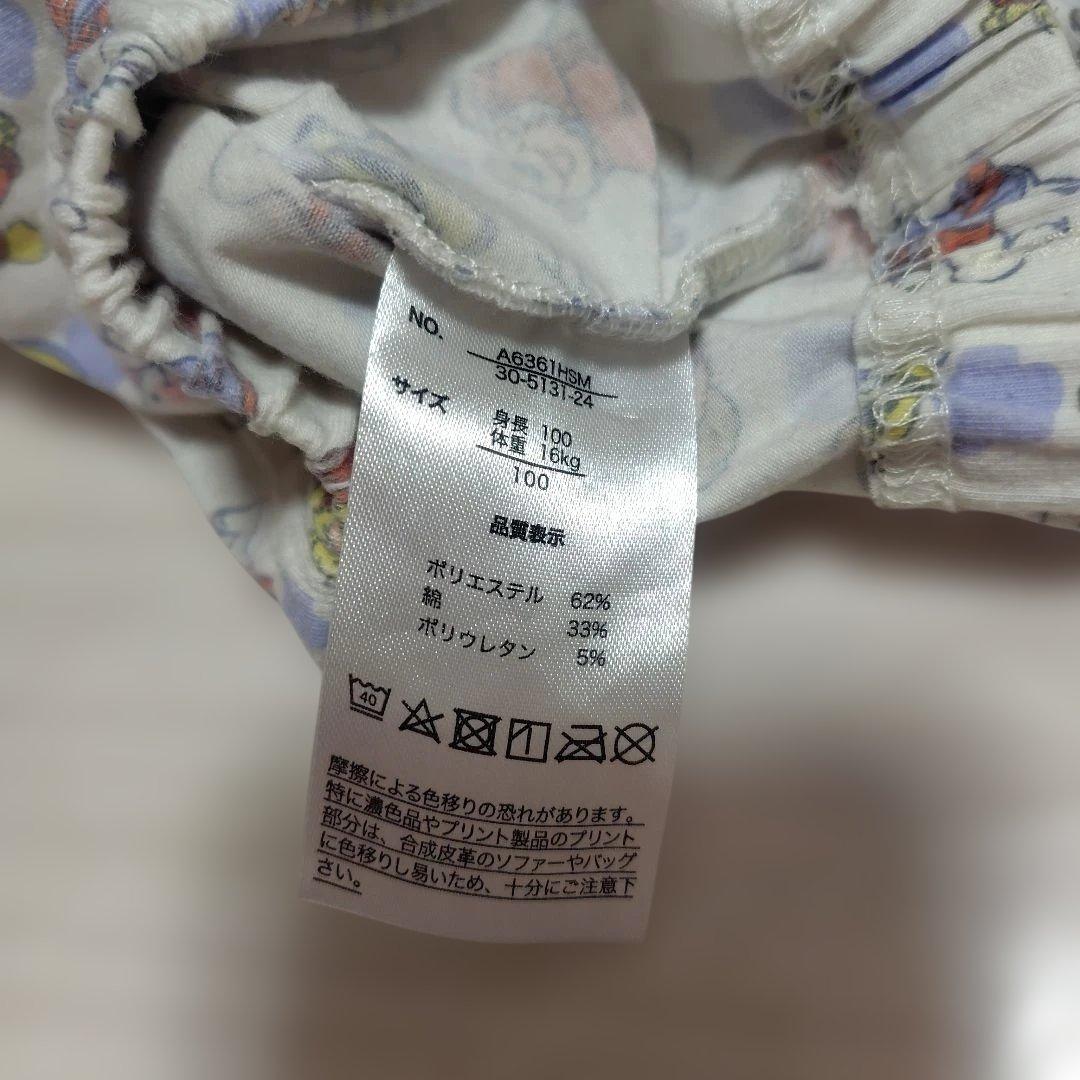 NO.
A6361HSM
30-5131-24
サイズ
身長 100
体重 16kg
100
品質表示
ポリエステル 62%
綿 33%
ポリウレタン 5%
40
摩擦による色移りの恐れがあります。
特に濃色品やプリント製品のプリント
部分は、合成皮革のソファーやバッグ
に色移りし易いため、十分にご注意下
さい。